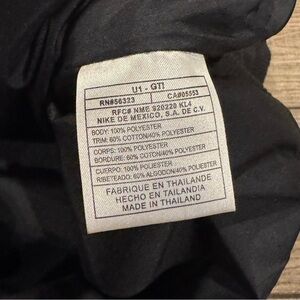 U1 - GTI
RN#56323 CA#05553
RFC# NME 920220 KL4
NIKE DE MEXICO, S.A. DE C.V.
BODY: 100% POLYESTER
TRIM: 60% COTTON/40% POLYESTER
CORPS: 100% POLYESTER
BORDURE: 60% COTON/40% POLYESTER
CUERPO: 100% POLIESTER
RIBETEADO: 60% ALGODON/40% POLIESTER
FABRIQUE EN THAILANDE
HECHO EN TAILANDIA
MADE IN THAILAND